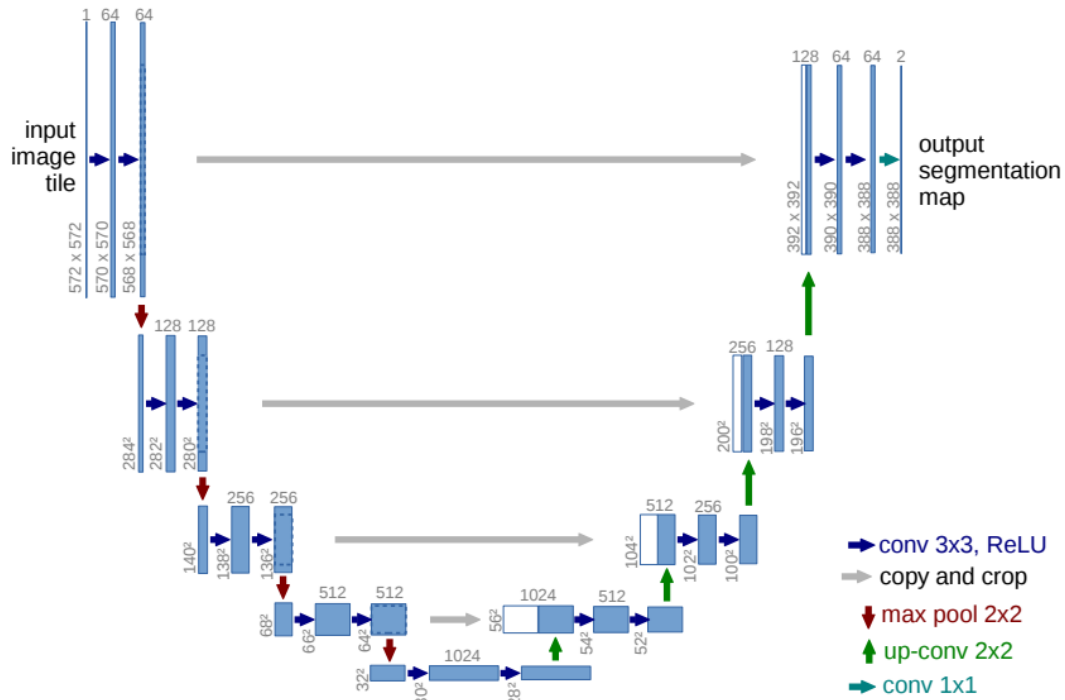 1 64 64
input
image
tile
572 x 572
570 x 570
568 x 568
128 64 64 2
output
segmentation
map
392 x 392
390 x 390
388 x 388
388 x 388
128 128
284²
282²
280²
256 128
200²
198²
196²
256 256
140²
138²
136²
512 256
104²
102²
100²
512 512
68²
66²
64²
1024 512
56²
54²
52²
1024
32²
conv 3x3, ReLU
copy and crop
max pool 2x2
up-conv 2x2
conv 1x1